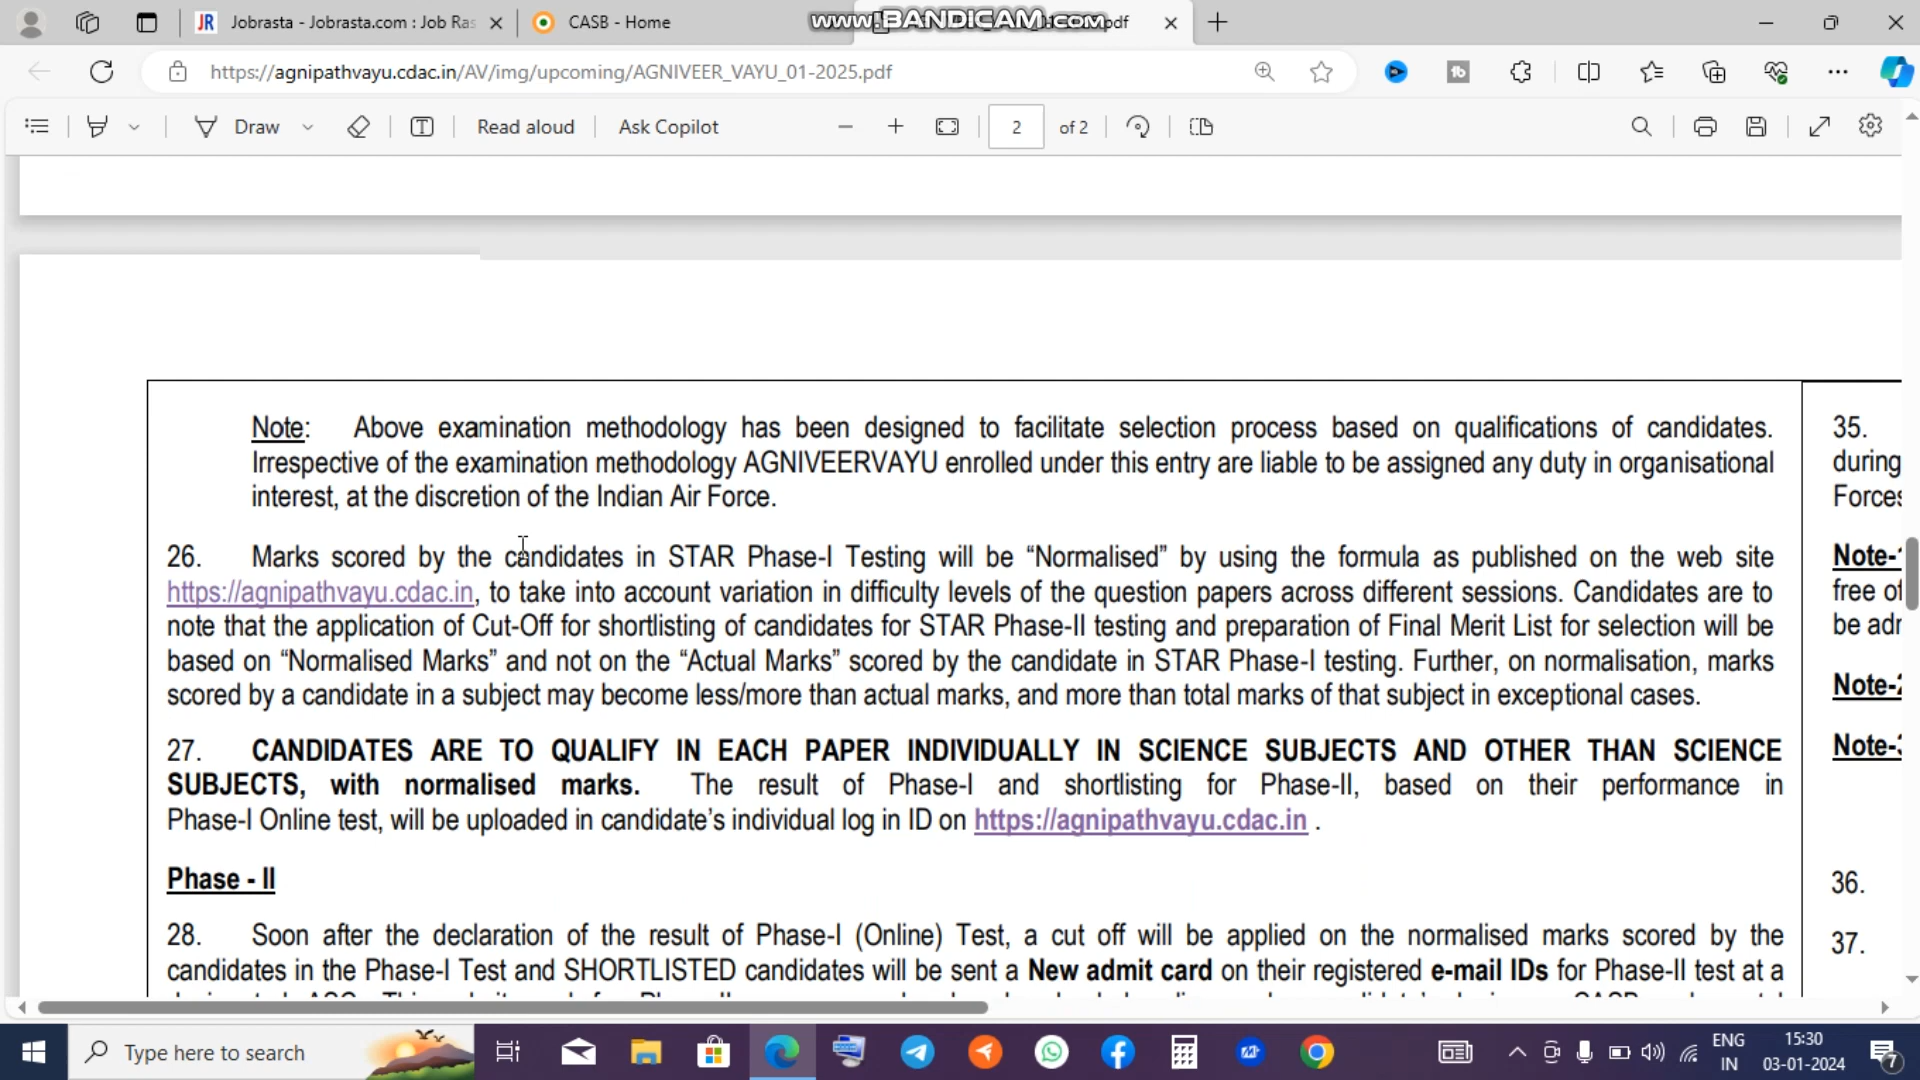 JR Jobrasta - Jobrasta.com : Job Ras
CASB - Home
www.BANDICAM.com
pdf
https://agnipathvayu.cdac.in/AV/img/upcoming/AGNIVEER_VAYU_01-2025.pdf
Draw
Read aloud
Ask Copilot
2
of 2
Note: Above examination methodology has been designed to facilitate selection process based on qualifications of candidates.
Irrespective of the examination methodology AGNIVEERVAYU enrolled under this entry are liable to be assigned any duty in organisational
interest, at the discretion of the Indian Air Force.
26. Marks scored by the candidates in STAR Phase-I Testing will be “Normalised” by using the formula as published on the web site
https://agnipathvayu.cdac.in, to take into account variation in difficulty levels of the question papers across different sessions. Candidates are to
note that the application of Cut-Off for shortlisting of candidates for STAR Phase-II testing and preparation of Final Merit List for selection will be
based on “Normalised Marks” and not on the “Actual Marks” scored by the candidate in STAR Phase-I testing. Further, on normalisation, marks
scored by a candidate in a subject may become less/more than actual marks, and more than total marks of that subject in exceptional cases.
27. CANDIDATES ARE TO QUALIFY IN EACH PAPER INDIVIDUALLY IN SCIENCE SUBJECTS AND OTHER THAN SCIENCE
SUBJECTS, with normalised marks. The result of Phase-I and shortlisting for Phase-II, based on their performance in
Phase-I Online test, will be uploaded in candidate’s individual log in ID on https://agnipathvayu.cdac.in .
Phase - II
28. Soon after the declaration of the result of Phase-I (Online) Test, a cut off will be applied on the normalised marks scored by the
candidates in the Phase-I Test and SHORTLISTED candidates will be sent a New admit card on their registered e-mail IDs for Phase-II test at a
35.
during
Forces
Note-1
free of
be adr
Note-2
Note-3
36.
37.
Type here to search
ENG
IN
15:30
03-01-2024
7